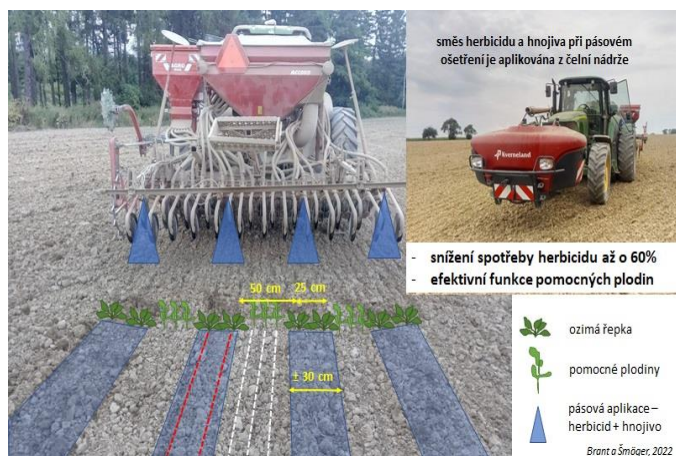 směs herbicidu a hnojiva při pásovém
ošetření je aplikována z čelní nádrže
Kverneland
- snížení spotřeby herbicidu až o 60%
- efektivní funkce pomocných plodin
50 cm
25 cm
± 30 cm
ozimá řepka
pomocné plodiny
pásová aplikace –
herbicid + hnojivo
Brant a Šmöger, 2022